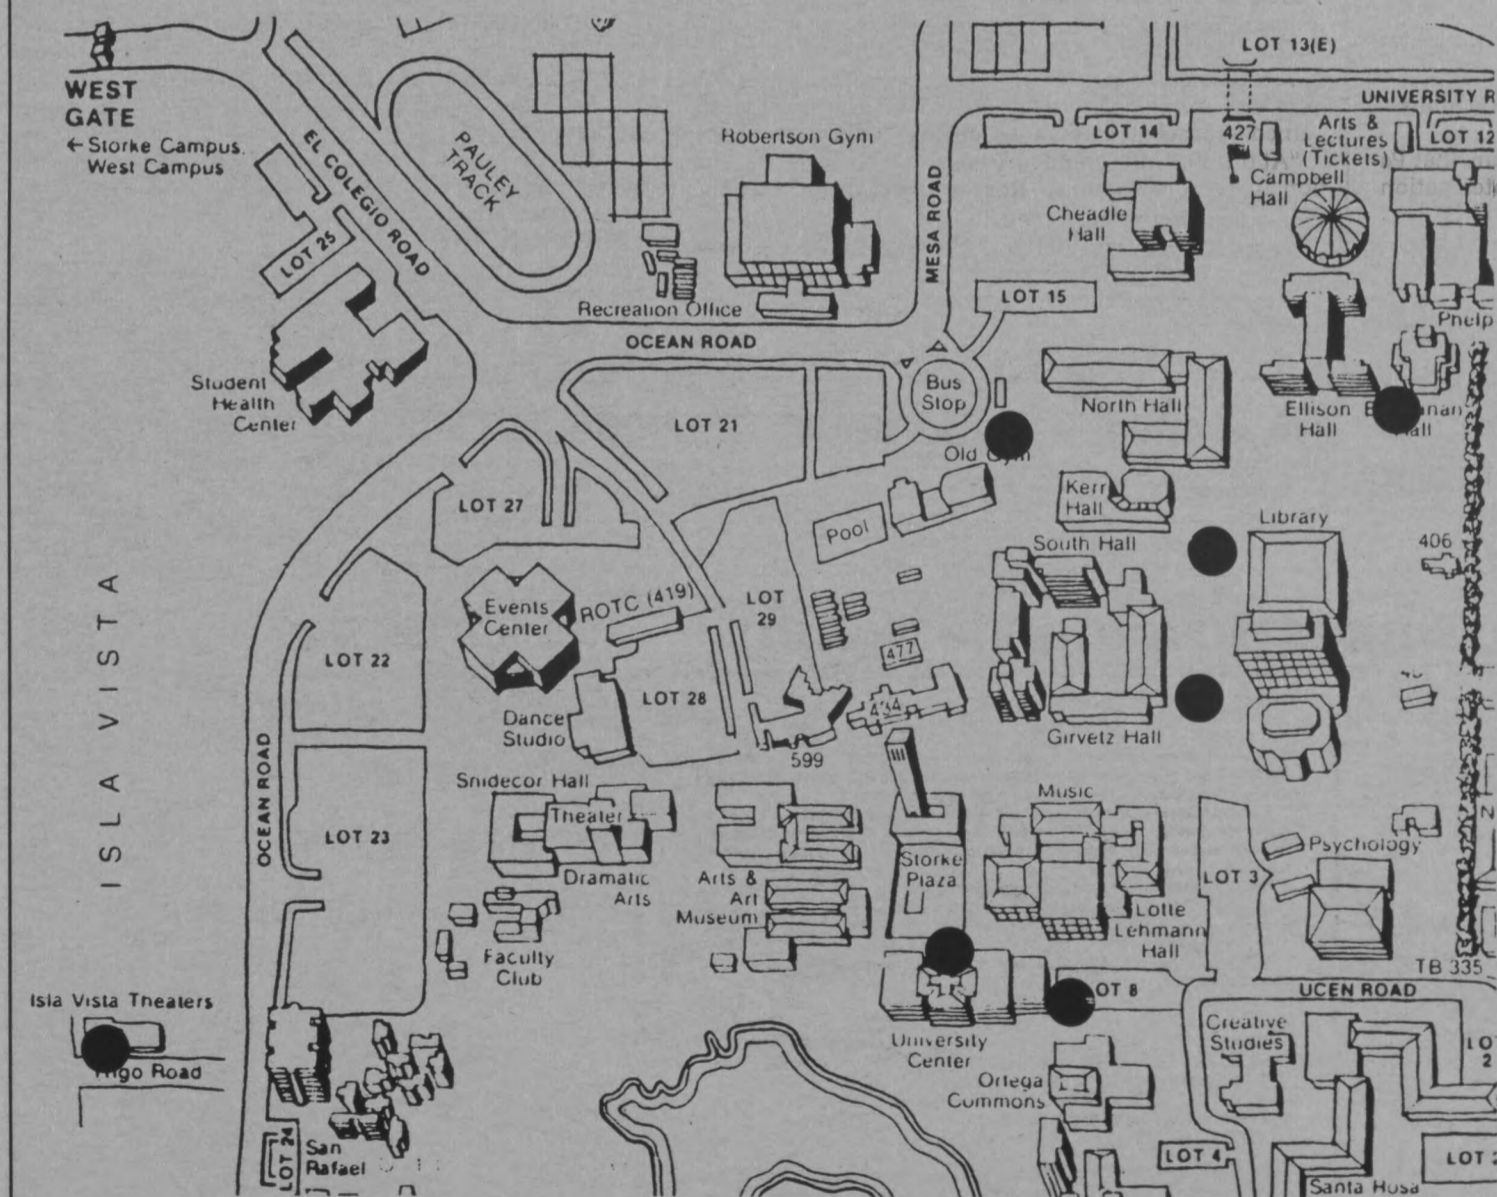 LOT 13(E)
WEST
GATE
← Storke Campus
West Campus
UNIVERSITY R
EL COLEGIO ROAD
PAULEY
TRACK
Robertson Gym
LOT 14
427
Arts &
Lectures
(Tickets)
LOT 12
Campbell
Hall
MESA ROAD
Cheadle
Hall
LOT 25
LOT 15
Recreation Office
Phelp
OCEAN ROAD
Student
Health
Center
Bus
Stop
North Hall
Ellison
Hall
LOT 21
Old Gym
LOT 27
Kerr
Hall
Pool
Library
South Hall
406
ISLA VISTA
Events
Center
ROTC (419)
LOT
29
LOT 22
477
LOT 28
434
Dance
Studio
Girvetz Hall
599
OCEAN ROAD
Snidecor Hall
Theater
Music
LOT 23
Storke
Plaza
Psychology
Dramatic
Arts
Arts &
Art
Museum
LOT 3
Lotte
Lehmann
Hall
Faculty
Club
TB 335
Isla Vista Theaters
OT 8
UCEN ROAD
University
Center
Creative
Studies
LO
2
Ortega
Commons
LOT 24
San
Rafael
LOT 4
LOT 2
Santa Rosa